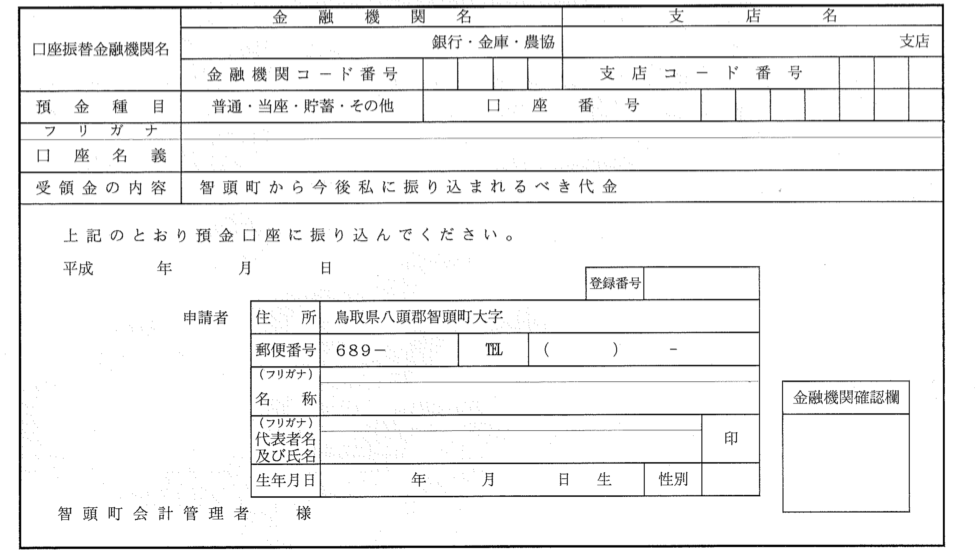 金融機関名 支店名
口座振替金融機関名 銀行・金庫・農協 支店
金融機関コード番号 支店コード番号
預金種目 普通・当座・貯蓄・その他 口座番号
フリガナ
口座名義
受領金の内容 智頭町から今後私に振り込まれるべき代金
上記のとおり預金口座に振り込んでください。
平成 年 月 日
登録番号
申請者 住所 鳥取県八頭郡智頭町大字
郵便番号 689－ TEL ( ) －
(フリガナ)
名称
金融機関確認欄
(フリガナ)
代表者名
及び氏名
印
生年月日 年 月 日 生 性別
智頭町会計管理者 様